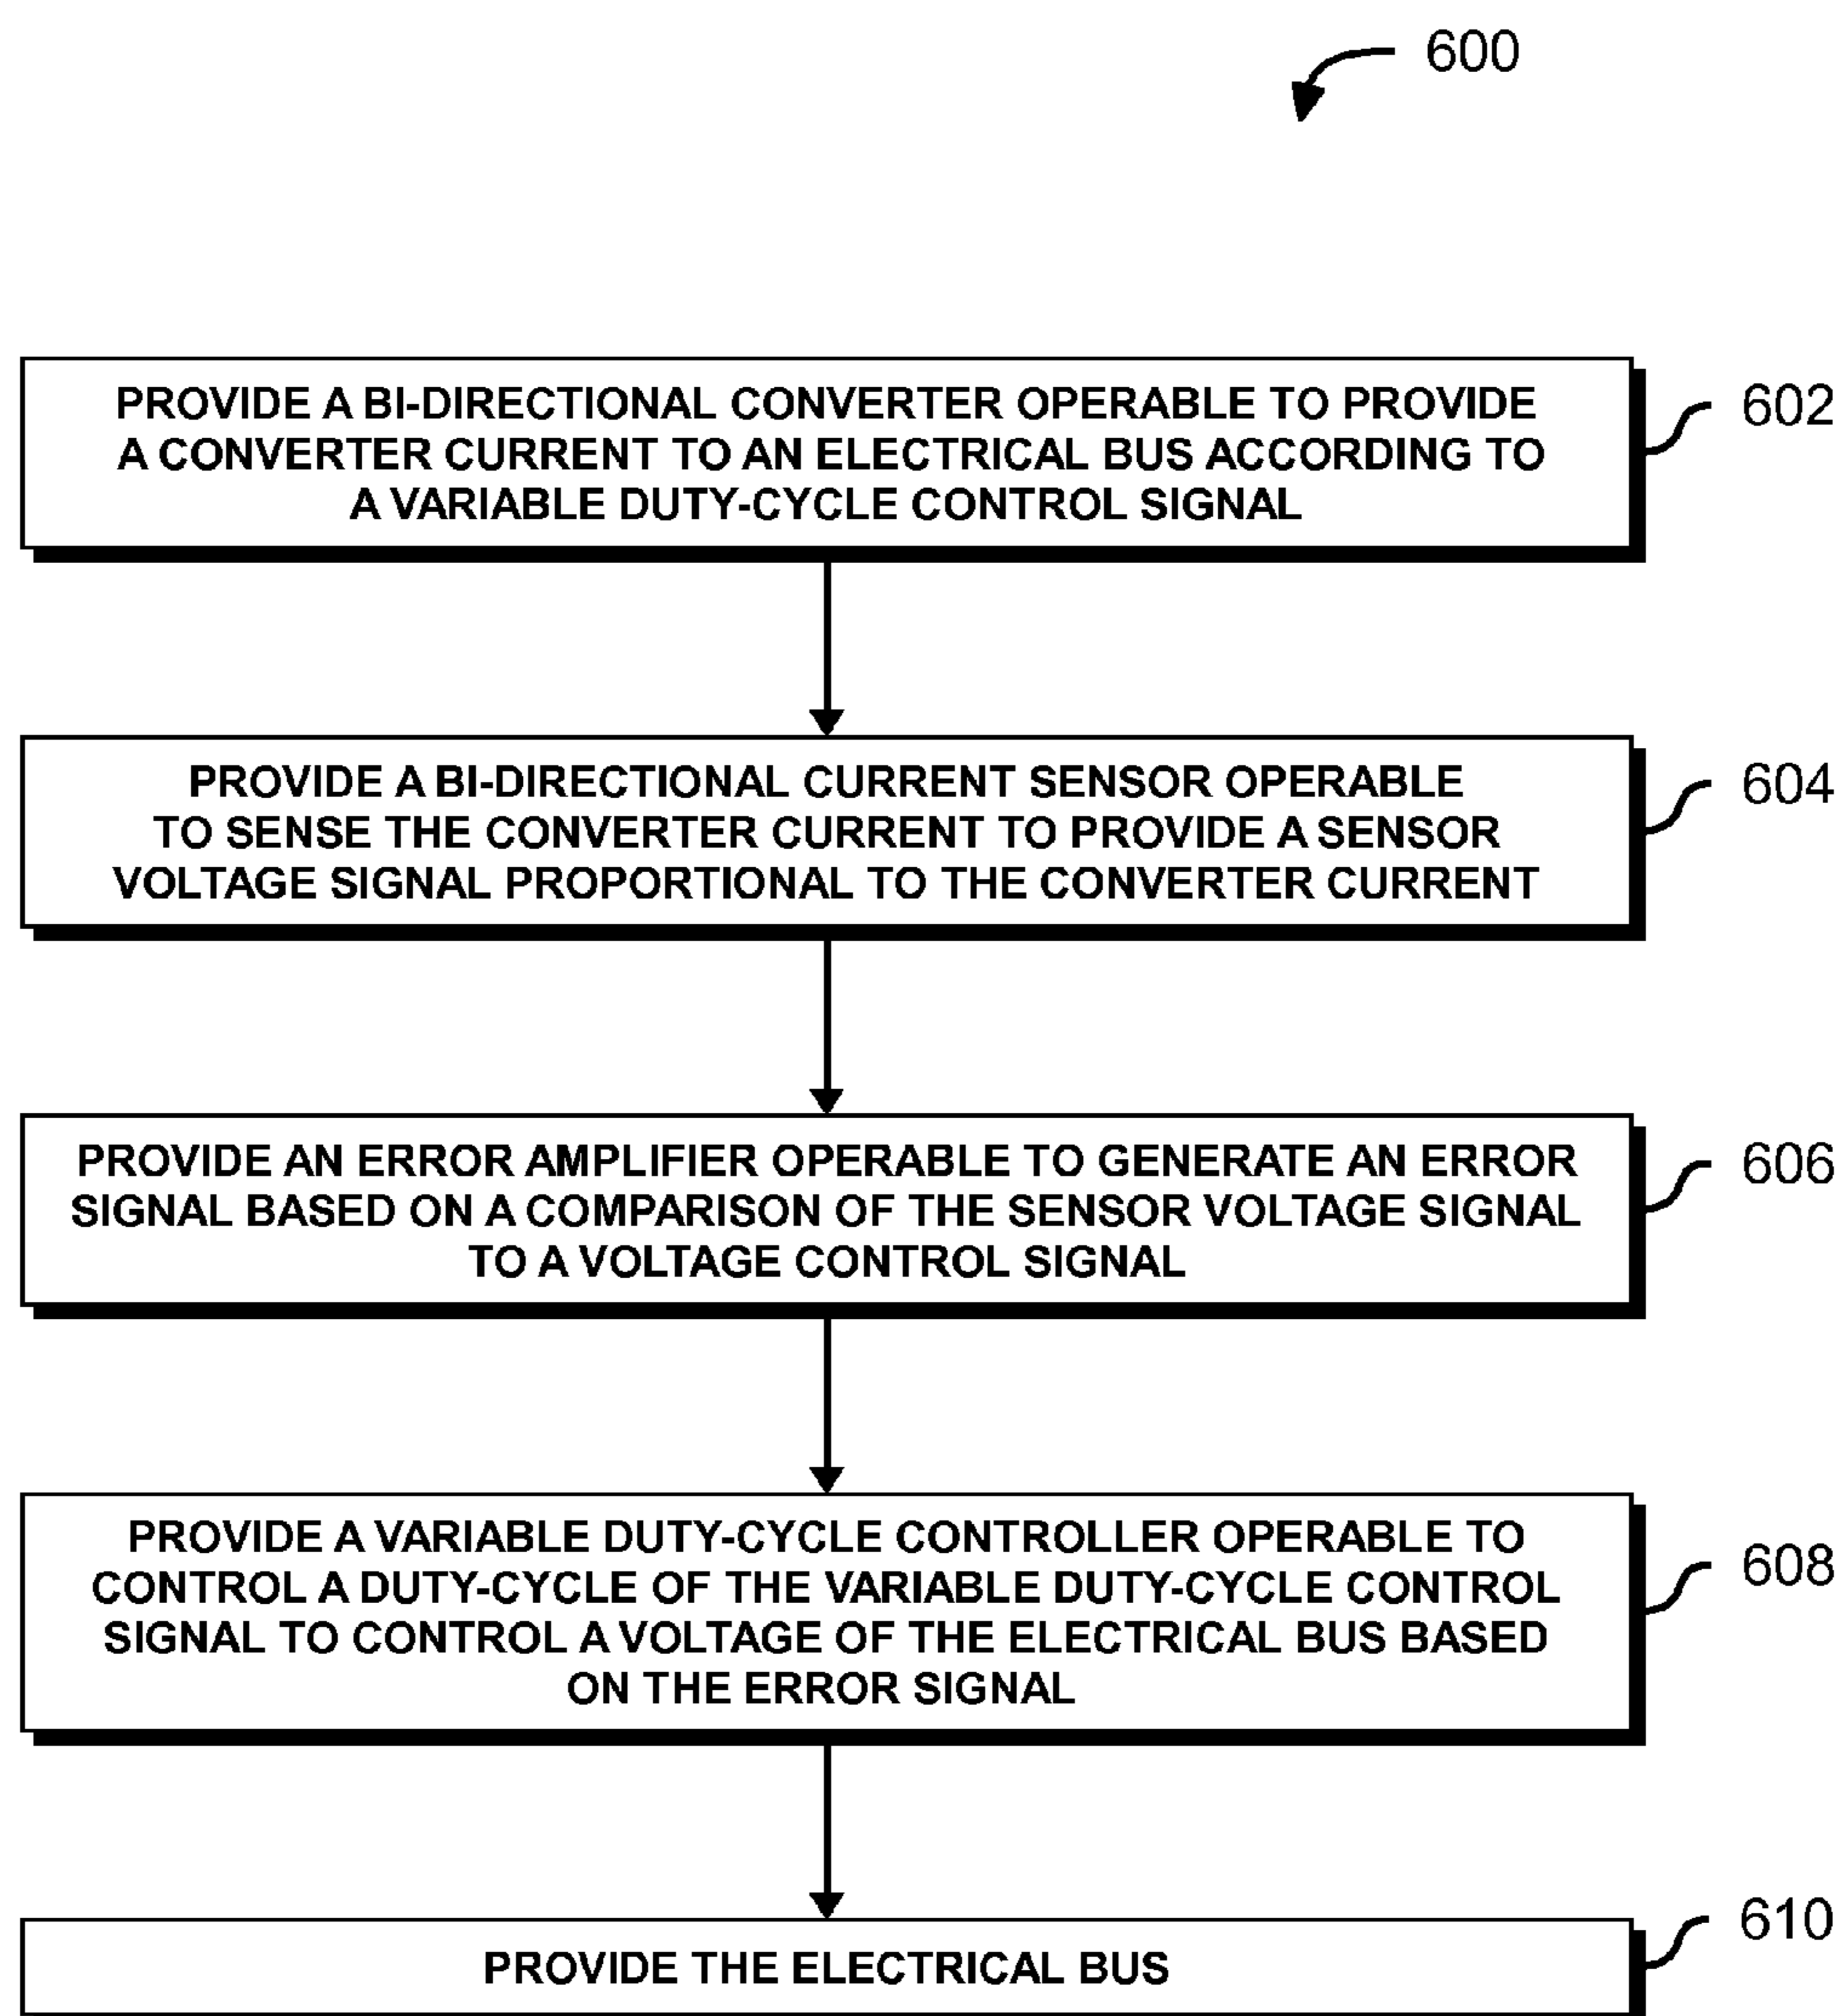 600
PROVIDE A BI-DIRECTIONAL CONVERTER OPERABLE TO PROVIDE
A CONVERTER CURRENT TO AN ELECTRICAL BUS ACCORDING TO
A VARIABLE DUTY-CYCLE CONTROL SIGNAL
602
PROVIDE A BI-DIRECTIONAL CURRENT SENSOR OPERABLE
TO SENSE THE CONVERTER CURRENT TO PROVIDE A SENSOR
VOLTAGE SIGNAL PROPORTIONAL TO THE CONVERTER CURRENT
604
PROVIDE AN ERROR AMPLIFIER OPERABLE TO GENERATE AN ERROR
SIGNAL BASED ON A COMPARISON OF THE SENSOR VOLTAGE SIGNAL
TO A VOLTAGE CONTROL SIGNAL
606
PROVIDE A VARIABLE DUTY-CYCLE CONTROLLER OPERABLE TO
CONTROL A DUTY-CYCLE OF THE VARIABLE DUTY-CYCLE CONTROL
SIGNAL TO CONTROL A VOLTAGE OF THE ELECTRICAL BUS BASED
ON THE ERROR SIGNAL
608
PROVIDE THE ELECTRICAL BUS
610